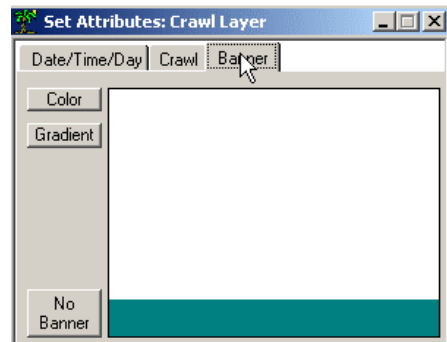 Set Attributes: Crawl Layer
Date/Time/Day Crawl Banner
Color
Gradient
No
Banner